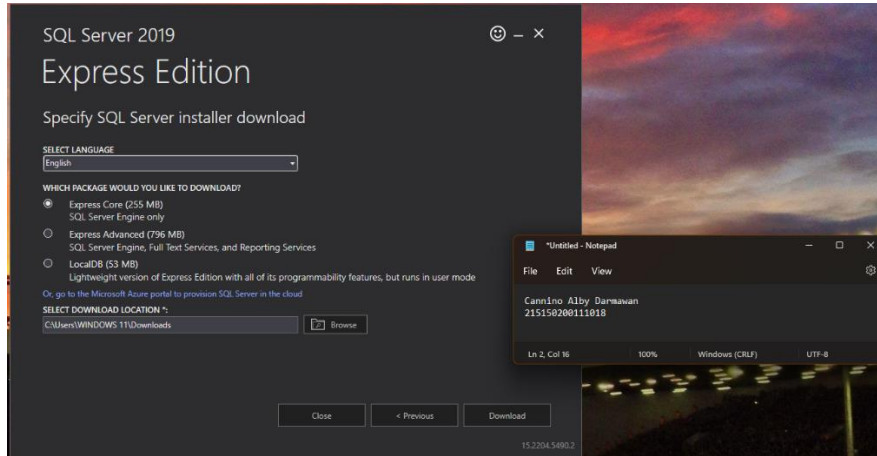 SQL Server 2019
Express Edition
Specify SQL Server installer download
SELECT LANGUAGE
English
WHICH PACKAGE WOULD YOU LIKE TO DOWNLOAD?
Express Core (255 MB)
SQL Server Engine only
Express Advanced (796 MB)
SQL Server Engine, Full Text Services, and Reporting Services
LocalDB (53 MB)
Lightweight version of Express Edition with all of its programmability features, but runs in user mode
Or, go to the Microsoft Azure portal to provision SQL Server in the cloud
SELECT DOWNLOAD LOCATION *:
C:\Users\WINDOWS 11\Downloads
Browse
Close
< Previous
Download
15.2204.5490.2
*Untitled - Notepad
File Edit View
Cannino Alby Darmawan
215150200111018
Ln 2, Col 16 100% Windows (CRLF) UTF-8